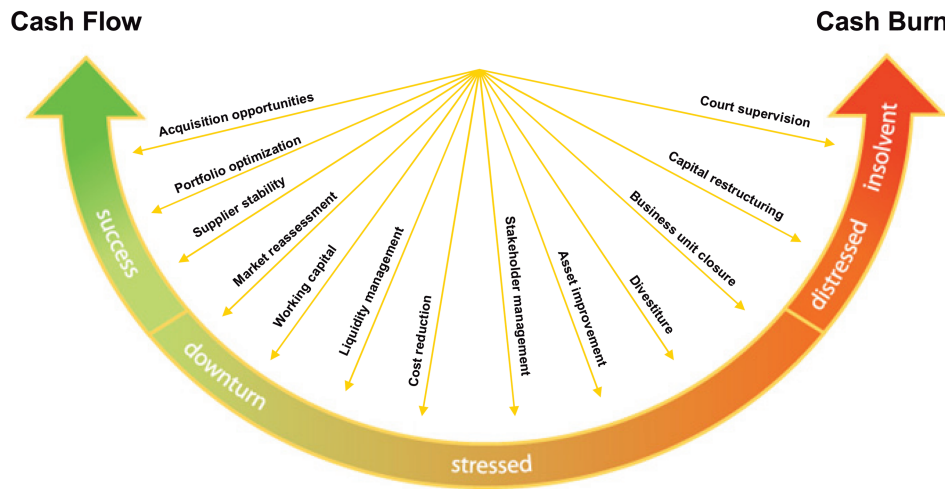 Cash Flow
Cash Burn
Acquisition opportunities
Portfolio optimization
Supplier stability
Market reassessment
Working capital
Liquidity management
Cost reduction
Stakeholder management
Asset improvement
Divestiture
Business unit closure
Capital restructuring
Court supervision
success
downturn
stressed
distressed
insolvent